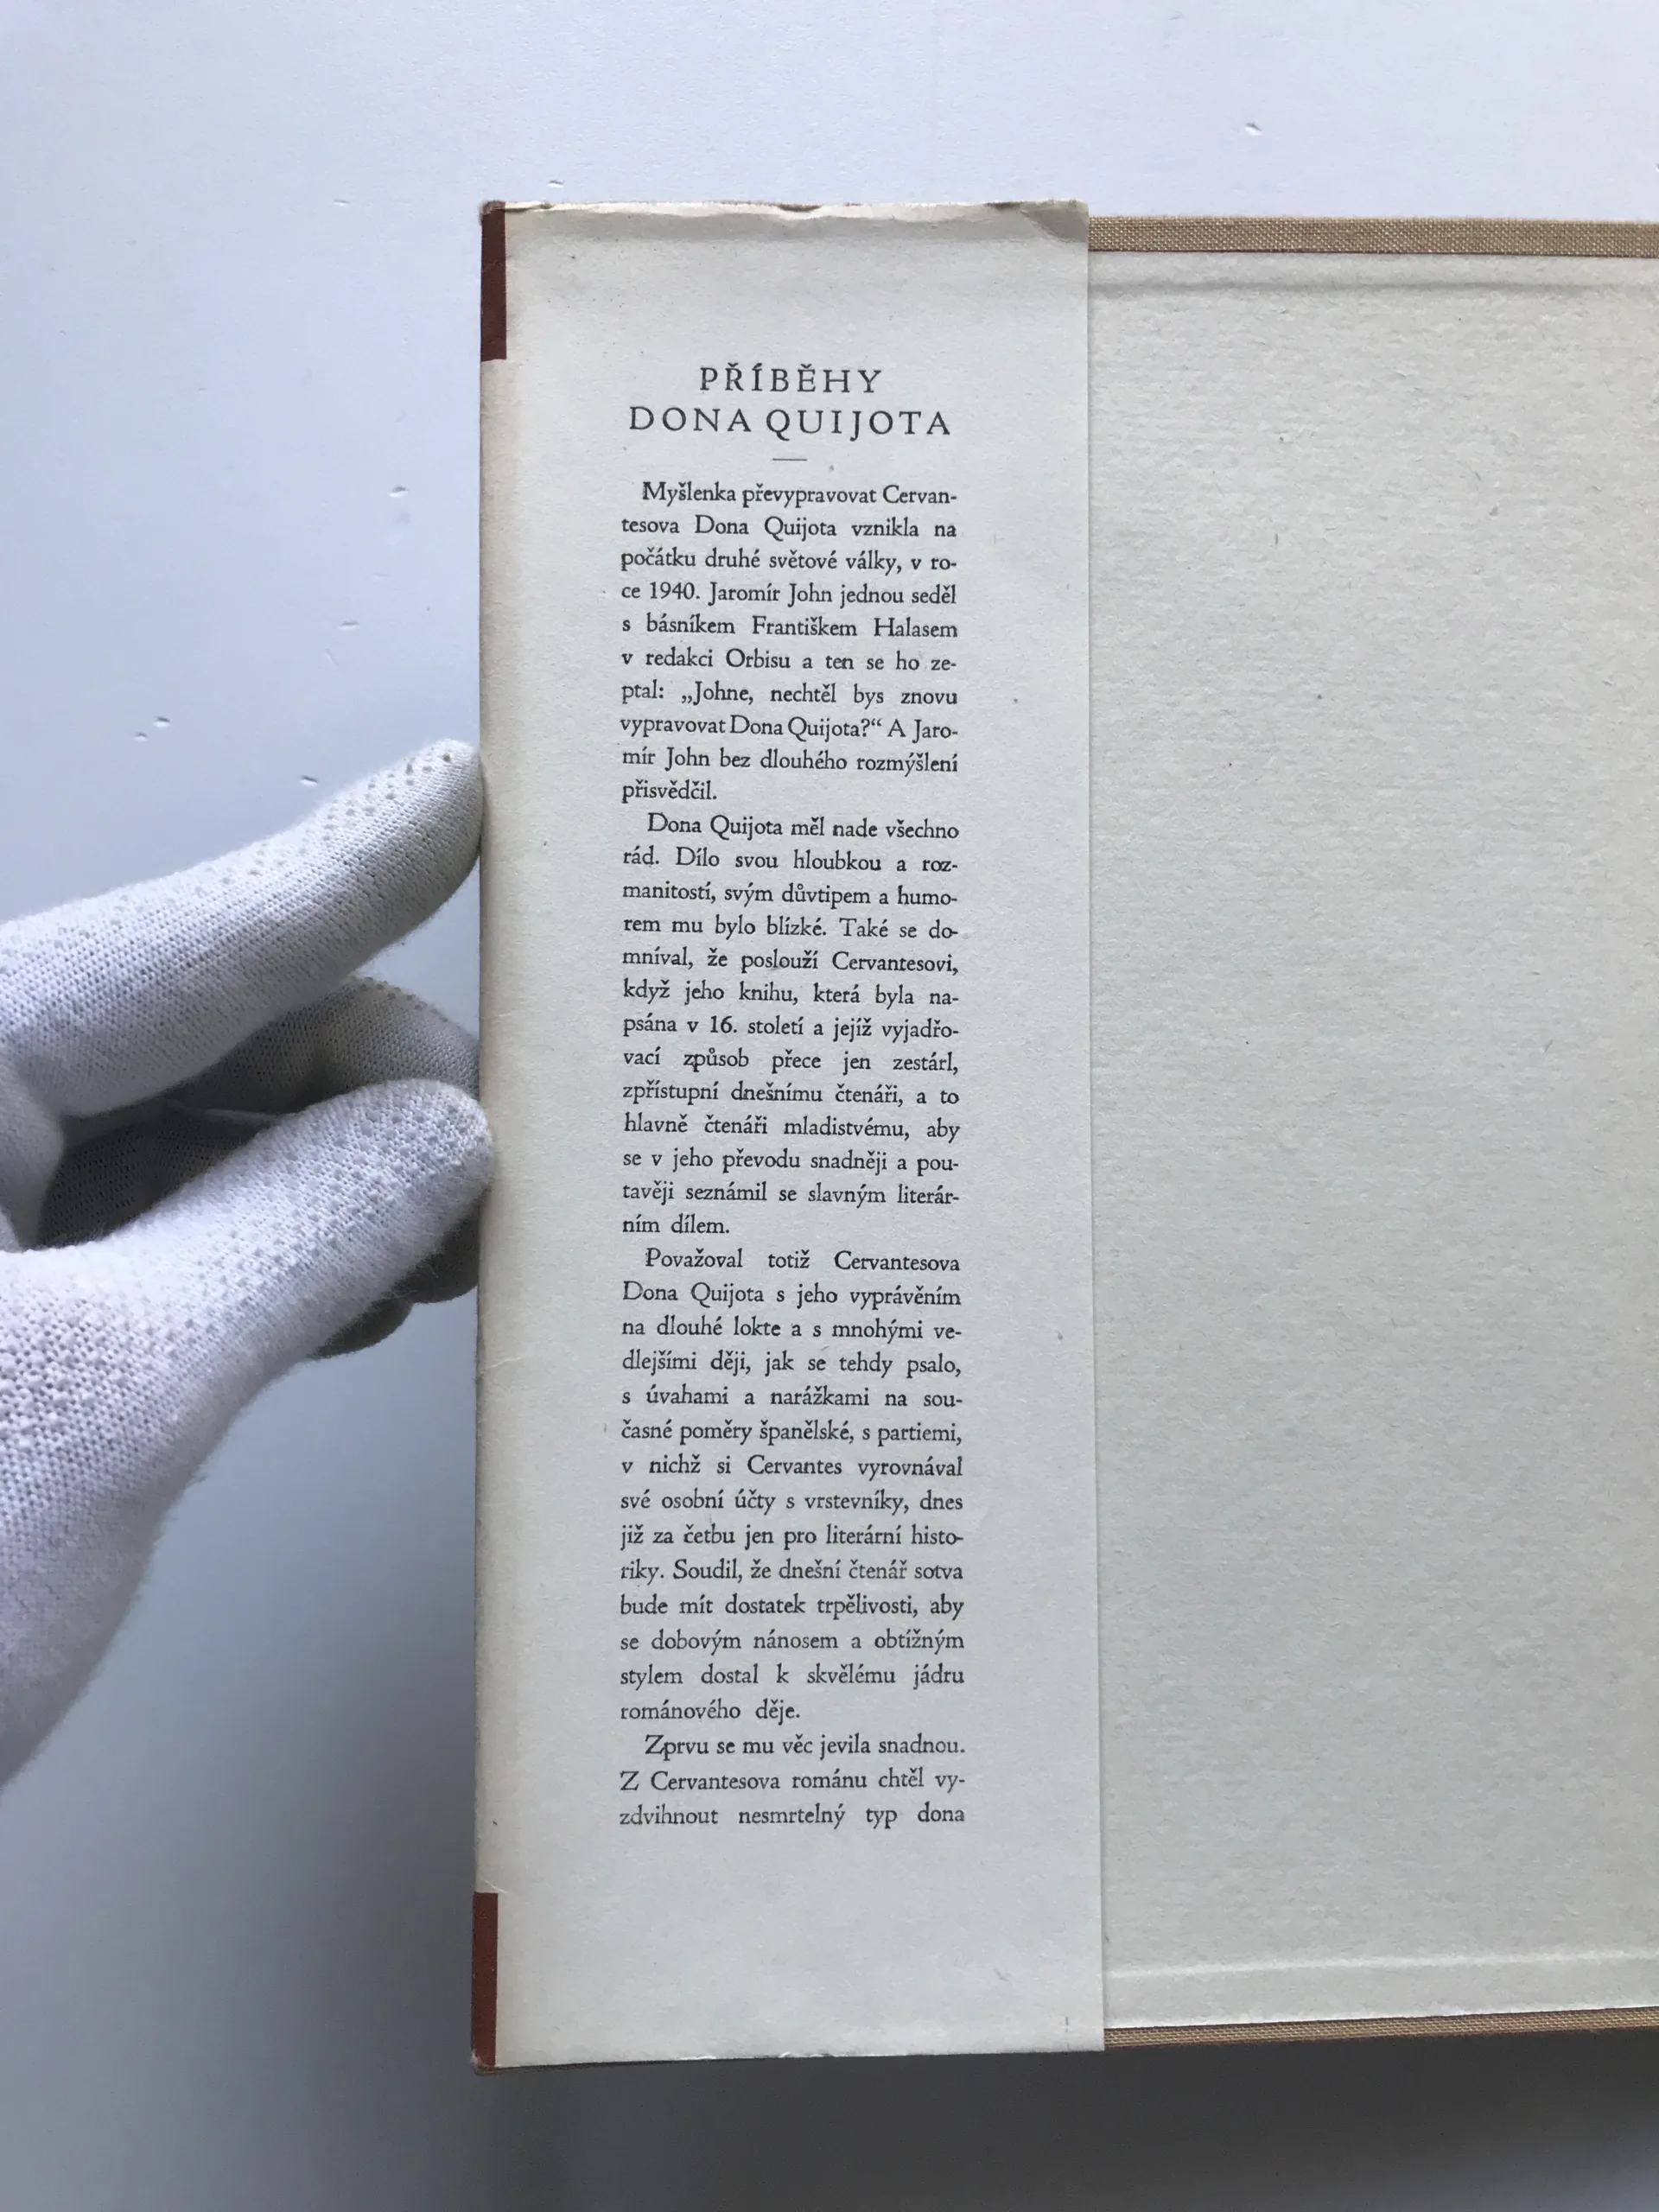 PŘÍBĚHY
DONA QUIJOTA
Myšlenka převypravovat Cervan-
tesova Dona Quijota vznikla na
počátku druhé světové války, v ro-
ce 1940. Jaromír John jednou seděl
s básníkem Františkem Halasem
v redakci Orbisu a ten se ho ze-
ptal: „Johne, nechtěl bys znovu
vypravovat Dona Quijota?“ A Jaro-
mír John bez dlouhého rozmýšlení
přisvědčil.
Dona Quijota měl nade všechno
rád. Dílo svou hloubkou a roz-
manitostí, svým důvtipem a humo-
rem mu bylo blízké. Také se do-
mníval, že poslouží Cervantesovi,
když jeho knihu, která byla na-
psána v 16. století a jejíž vyjadřo-
vací způsob přece jen zestárl,
zpřístupní dnešnímu čtenáři, a to
hlavně čtenáři mladistvému, aby
se v jeho převodu snadněji a pou-
tavěji seznámil se slavným literár-
ním dílem.
Považoval totiž Cervantesova
Dona Quijota s jeho vyprávěním
na dlouhé lokte a s mnohými ve-
dlejšími ději, jak se tehdy psalo,
s úvahami a narážkami na sou-
časné poměry španělské, s partiemi,
v nichž si Cervantes vyrovnával
své osobní účty s vrstevníky, dnes
již za četbu jen pro literární histo-
riky. Soudil, že dnešní čtenář sotva
bude mít dostatek trpělivosti, aby
se dobovým nánosem a obtížným
stylem dostal k skvělému jádru
románového děje.
Zprvu se mu věc jevila snadnou.
Z Cervantesova románu chtěl vy-
zdvihnout nesmrtelný typ dona